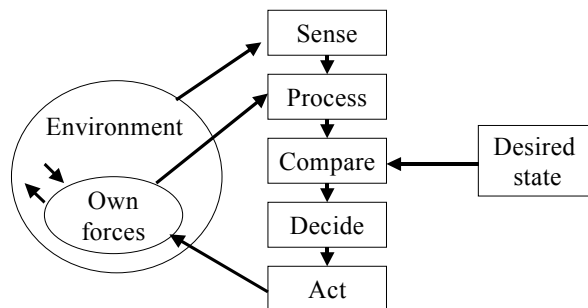 Sense
Process
Environment
Compare
Desired
state
Own
forces
Decide
Act